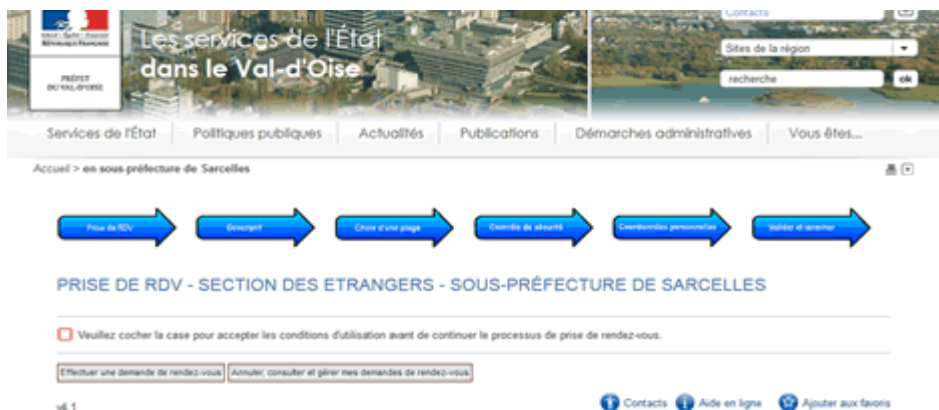 Contacts
Liberté • Égalité • Fraternité
RÉPUBLIQUE FRANÇAISE
Les services de l'État
dans le Val-d'Oise
Sites de la région
PRÉFET
DU VAL-D'OISE
recherche
ok
Services de l'État
Politiques publiques
Actualités
Publications
Démarches administratives
Vous êtes...
Accueil > en sous-préfecture de Sarcelles
Prise de RDV
Descriptif
Choix d'une plage
Contrôle de sécurité
Coordonnées personnelles
Valider et terminer
PRISE DE RDV - SECTION DES ETRANGERS - SOUS-PRÉFECTURE DE SARCELLES
Veuillez cocher la case pour accepter les conditions d'utilisation avant de continuer le processus de prise de rendez-vous.
Effectuer une demande de rendez-vous
Annuler, consulter et gérer mes demandes de rendez-vous
v4.1
Contacts
Aide en ligne
Ajouter aux favoris